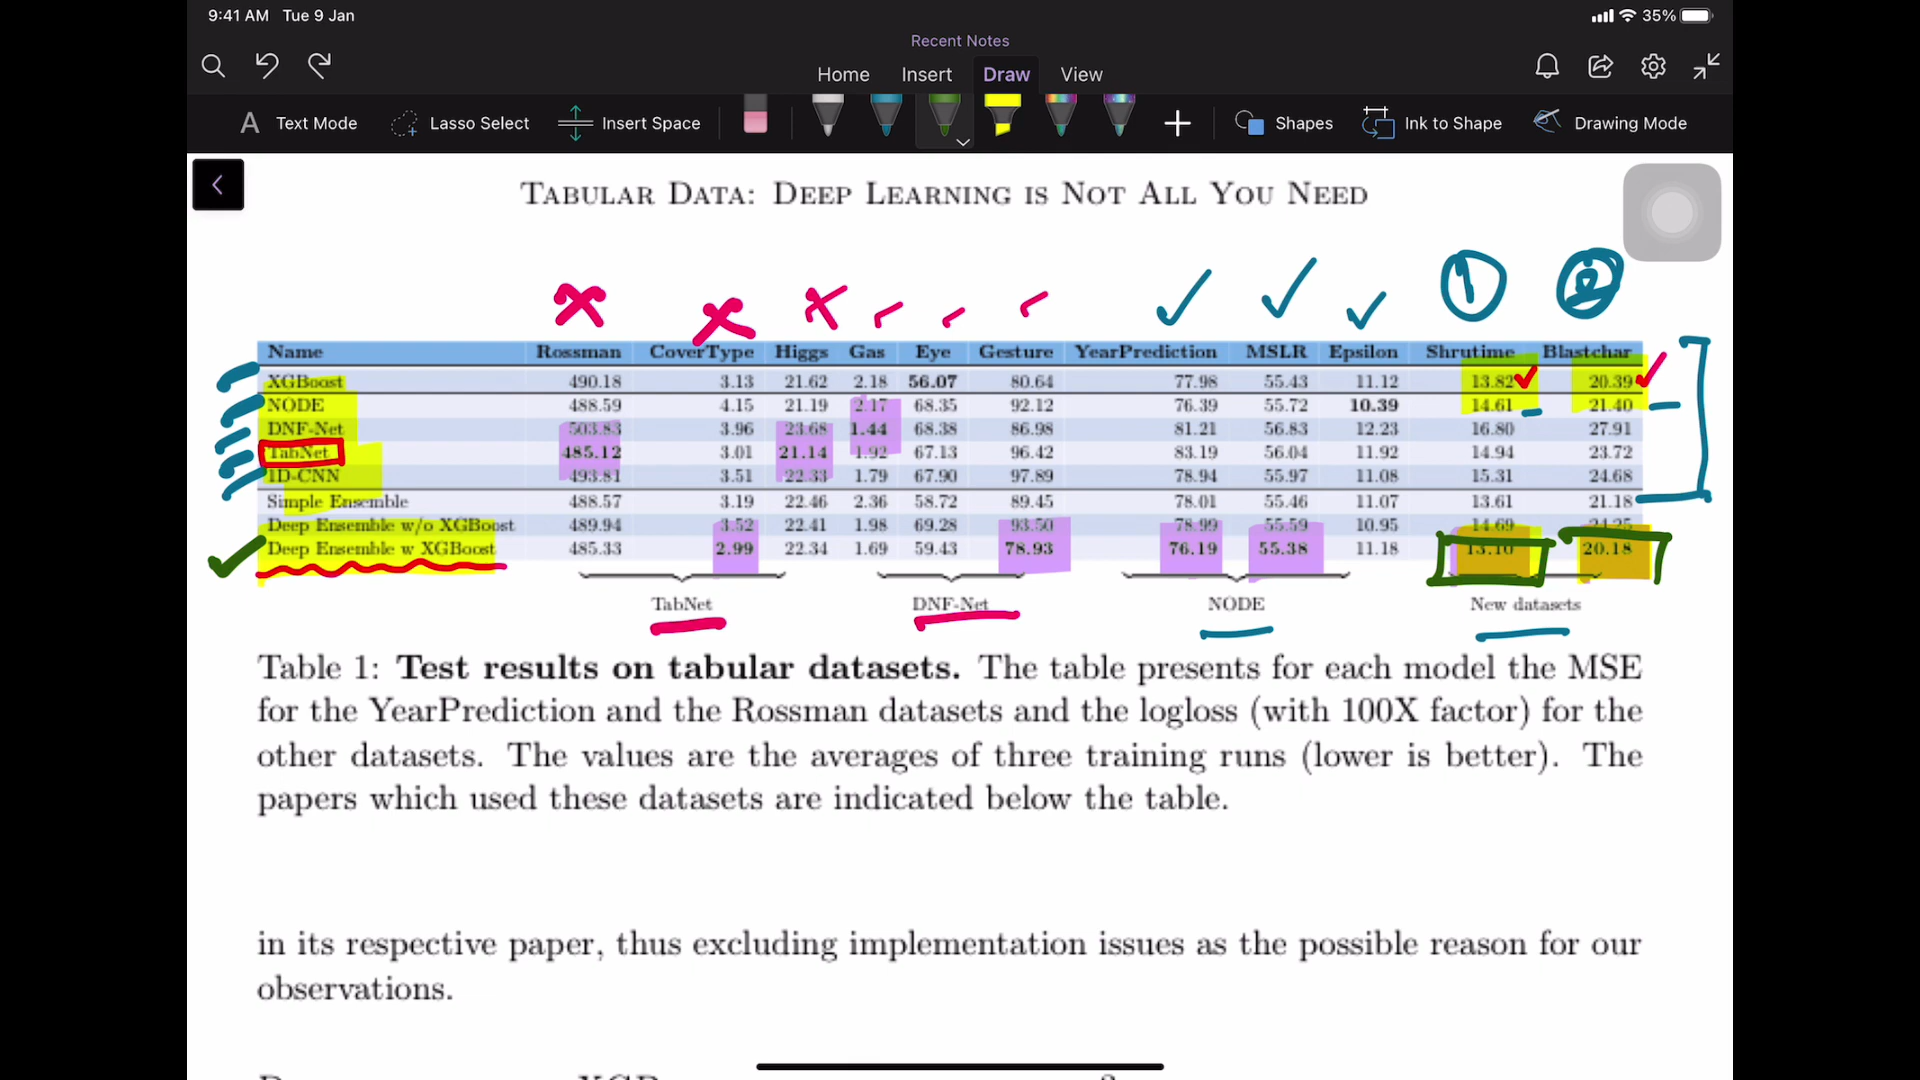 9:41 AM Tue 9 Jan 35%
Recent Notes
Home Insert Draw View
A Text Mode Lasso Select Insert Space Shapes Ink to Shape Drawing Mode
TABULAR DATA: DEEP LEARNING IS NOT ALL YOU NEED
1 2
Name Rossman CoverType Higgs Gas Eye Gesture YearPrediction MSLR Epsilon Shrutime Blastchar
XGBoost 490.18 3.13 21.62 2.18 56.07 80.64 77.98 55.43 11.12 13.82 20.39
NODE 488.59 4.15 21.19 2.17 68.35 92.12 76.39 55.72 10.39 14.61 21.40
DNF-Net 503.83 3.96 23.68 1.44 68.38 86.98 81.21 56.83 12.23 16.80 27.91
TabNet 485.12 3.01 21.14 1.92 67.13 96.42 83.19 56.04 11.92 14.94 23.72
1D-CNN 493.81 3.51 22.33 1.79 67.90 97.89 78.94 55.97 11.08 15.31 24.68
Simple Ensemble 488.57 3.19 22.46 2.36 58.72 89.45 78.01 55.46 11.07 13.61 21.18
Deep Ensemble w/o XGBoost 489.94 3.52 22.41 1.98 69.28 93.50 78.99 55.59 10.95 14.69 24.25
Deep Ensemble w XGBoost 485.33 2.99 22.34 1.69 59.43 78.93 76.19 55.38 11.18 13.10 20.18
TabNet DNF-Net NODE New datasets
Table 1: Test results on tabular datasets. The table presents for each model the MSE
for the YearPrediction and the Rossman datasets and the logloss (with 100X factor) for the
other datasets. The values are the averages of three training runs (lower is better). The
papers which used these datasets are indicated below the table.
in its respective paper, thus excluding implementation issues as the possible reason for our
observations.